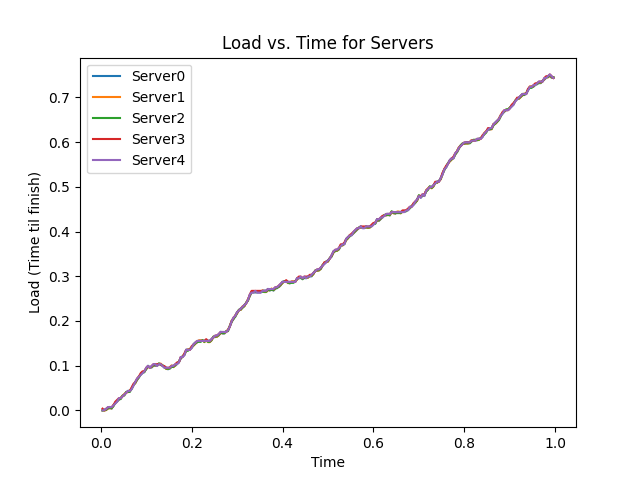 Load vs. Time for Servers
Server0
Server1
Server2
Server3
Server4
Load (Time til finish)
0.7
0.6
0.5
0.4
0.3
0.2
0.1
0.0
0.0 0.2 0.4 0.6 0.8 1.0
Time